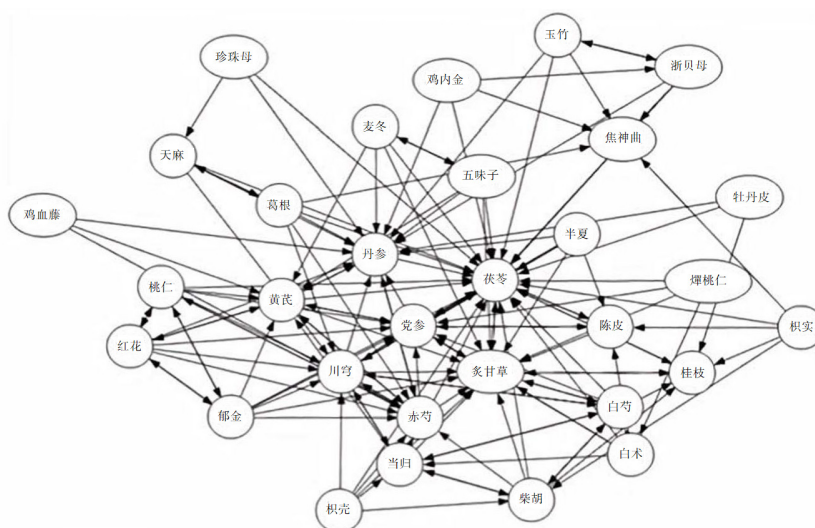 玉竹
珍珠母
浙贝母
鸡内金
麦冬
焦神曲
天麻
五味子
牡丹皮
葛根
鸡血藤
半夏
丹参
茯苓
桃仁
燀桃仁
黄芪
党参
陈皮
枳实
红花
川穹
炙甘草
桂枝
郁金
赤芍
白芍
当归
白术
枳壳
柴胡